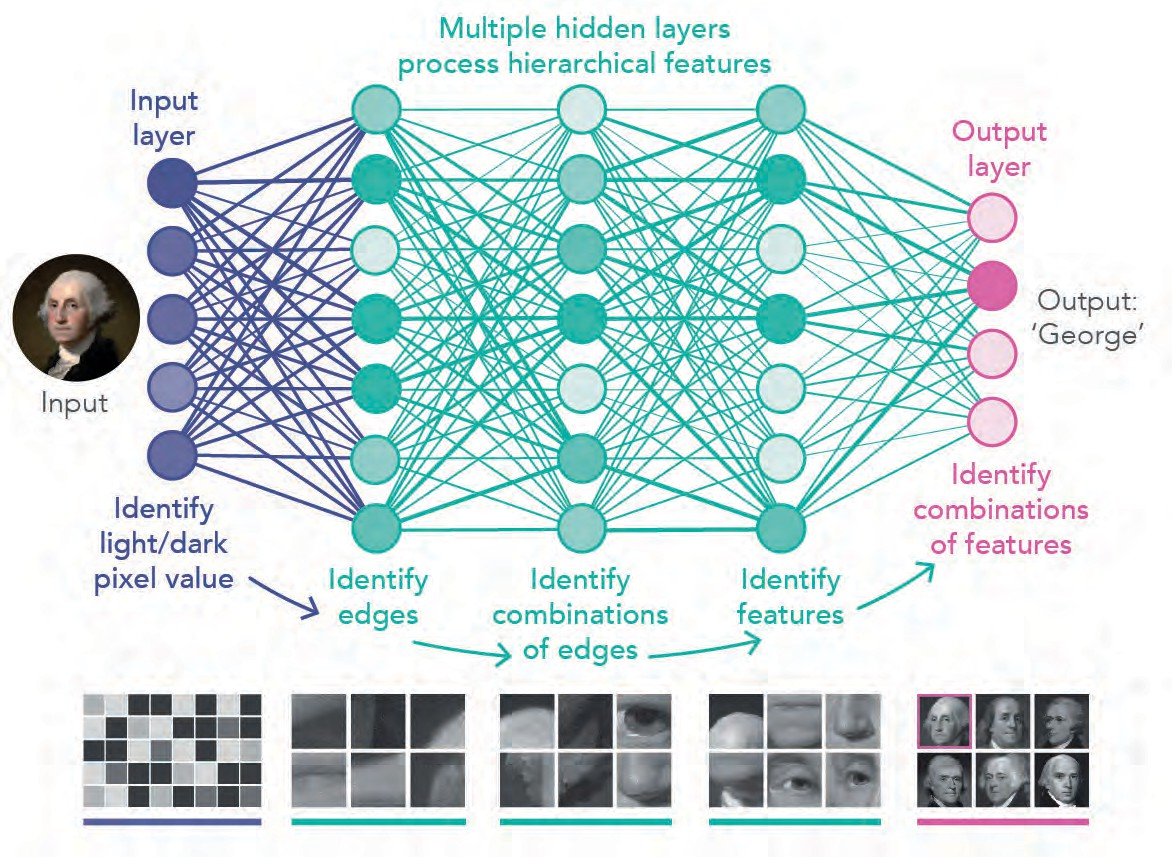 Multiple hidden layers
process hierarchical features
Input
layer
Output
layer
Input
Output:
‘George’
Identify
light/dark
pixel value
Identify
edges
Identify
combinations
of edges
Identify
features
Identify
combinations
of features